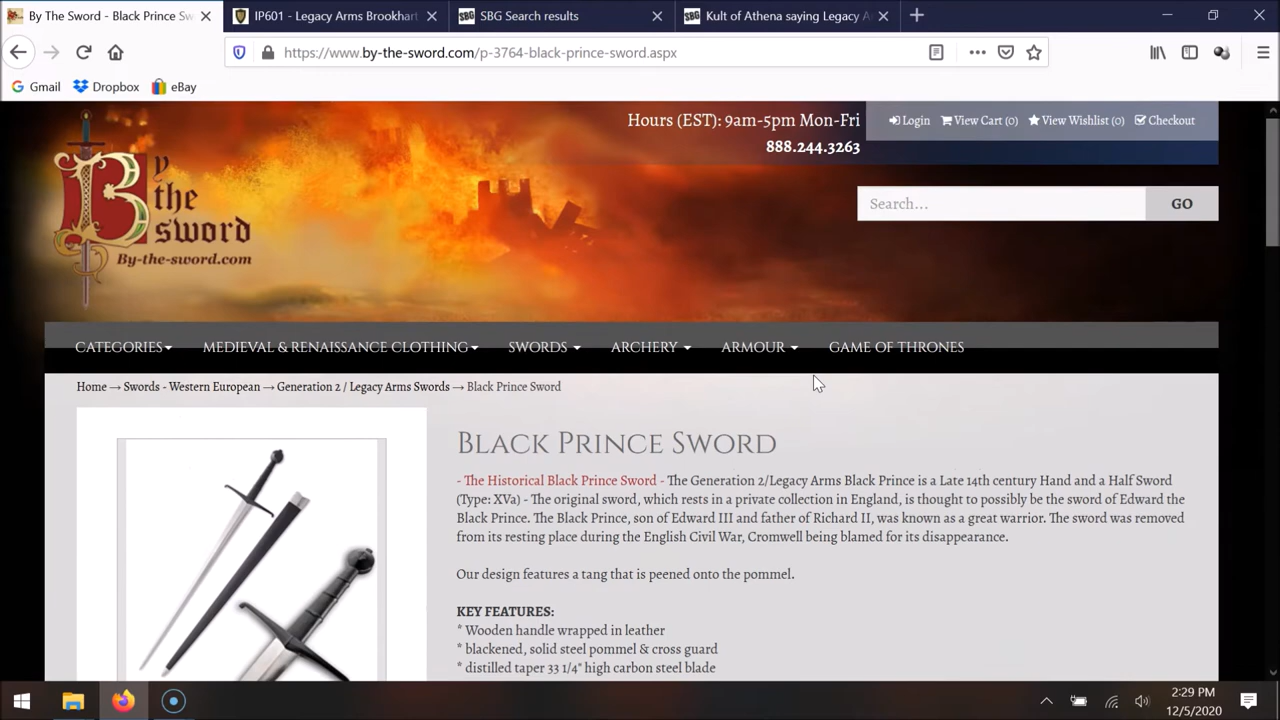 By The Sword - Black Prince Sw
IP601 - Legacy Arms Brookhart
SBG Search results
Kult of Athena saying Legacy A
https://www.by-the-sword.com/p-3764-black-prince-sword.aspx
Gmail Dropbox eBay
Hours (EST): 9am-5pm Mon-Fri
888.244.3263
Login View Cart (0) View Wishlist (0) Checkout
By the Sword
By-the-sword.com
Search... GO
CATEGORIES MEDIEVAL & RENAISSANCE CLOTHING SWORDS ARCHERY ARMOUR GAME OF THRONES
Home → Swords - Western European → Generation 2 / Legacy Arms Swords → Black Prince Sword
BLACK PRINCE SWORD
- The Historical Black Prince Sword - The Generation 2/Legacy Arms Black Prince is a Late 14th century Hand and a Half Sword
(Type: XVa) - The original sword, which rests in a private collection in England, is thought to possibly be the sword of Edward the
Black Prince. The Black Prince, son of Edward III and father of Richard II, was known as a great warrior. The sword was removed
from its resting place during the English Civil War, Cromwell being blamed for its disappearance.
Our design features a tang that is peened onto the pommel.
KEY FEATURES:
* Wooden handle wrapped in leather
* blackened, solid steel pommel & cross guard
* distilled taper 33 1/4" high carbon steel blade
2:29 PM
12/5/2020